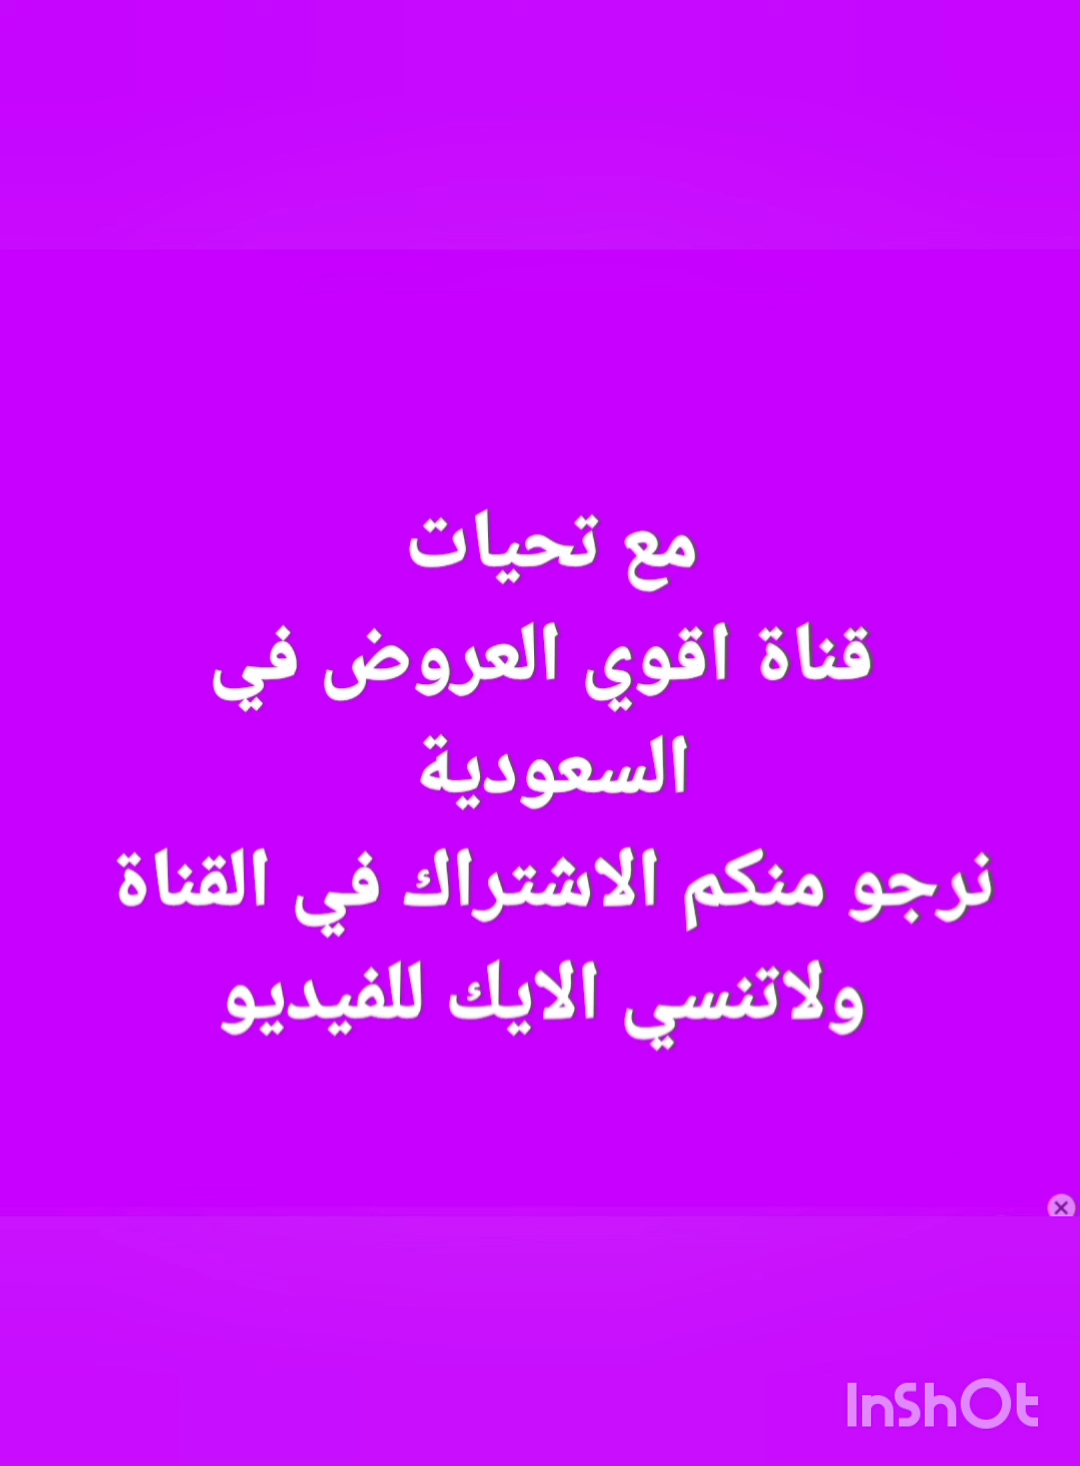 مع تحيات
قناة اقوي العروض في
السعودية
نرجو منكم الاشتراك في القناة
ولاتنسي الايك للفيديو
InShOt